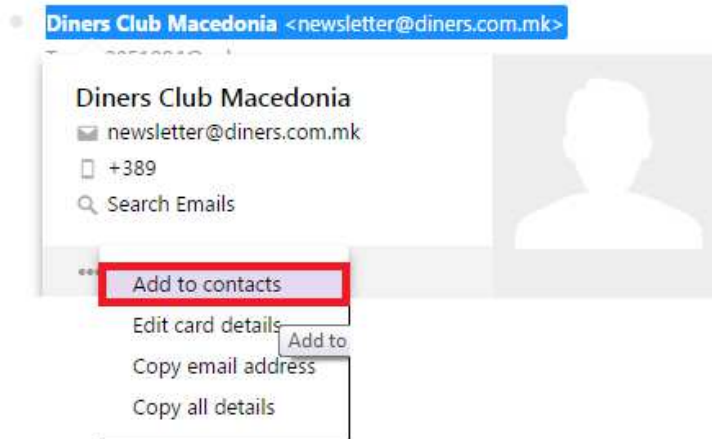 Diners Club Macedonia <newsletter@diners.com.mk>
Diners Club Macedonia
newsletter@diners.com.mk
+389
Search Emails
Add to contacts
Edit card details
Add to
Copy email address
Copy all details